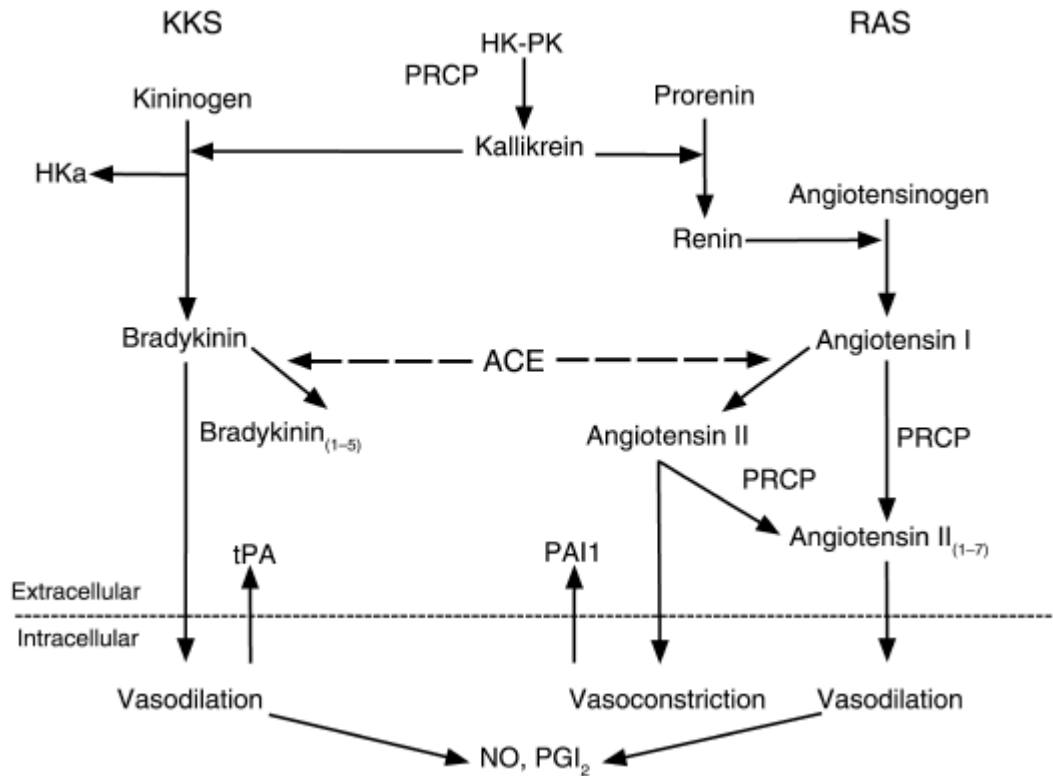 KKS
RAS
HK-PK
PRCP
Kininogen
Prorenin
Kallikrein
HKa
Angiotensinogen
Renin
Bradykinin
ACE
Angiotensin I
Bradykinin(1–5)
Angiotensin II
PRCP
PRCP
Angiotensin II(1–7)
tPA
PAI1
Extracellular
Intracellular
Vasodilation
Vasoconstriction
Vasodilation
NO, PGI2